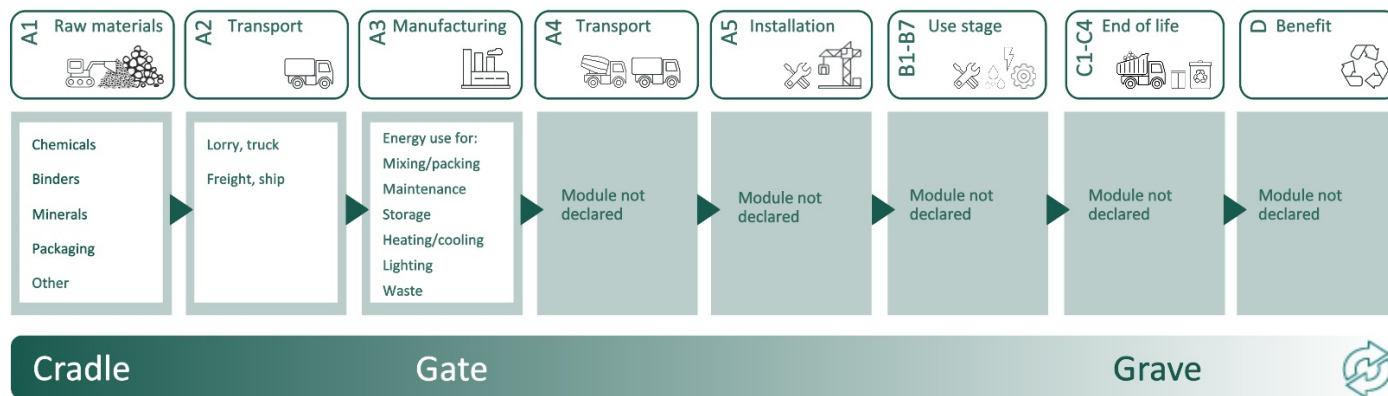 A1 Raw materials
A2 Transport
A3 Manufacturing
A4 Transport
A5 Installation
B1-B7 Use stage
C1-C4 End of life
D Benefit
Chemicals
Binders
Minerals
Packaging
Other
Lorry, truck
Freight, ship
Energy use for:
Mixing/packing
Maintenance
Storage
Heating/cooling
Lighting
Waste
Module not
declared
Module not
declared
Module not
declared
Module not
declared
Module not
declared
Cradle
Gate
Grave